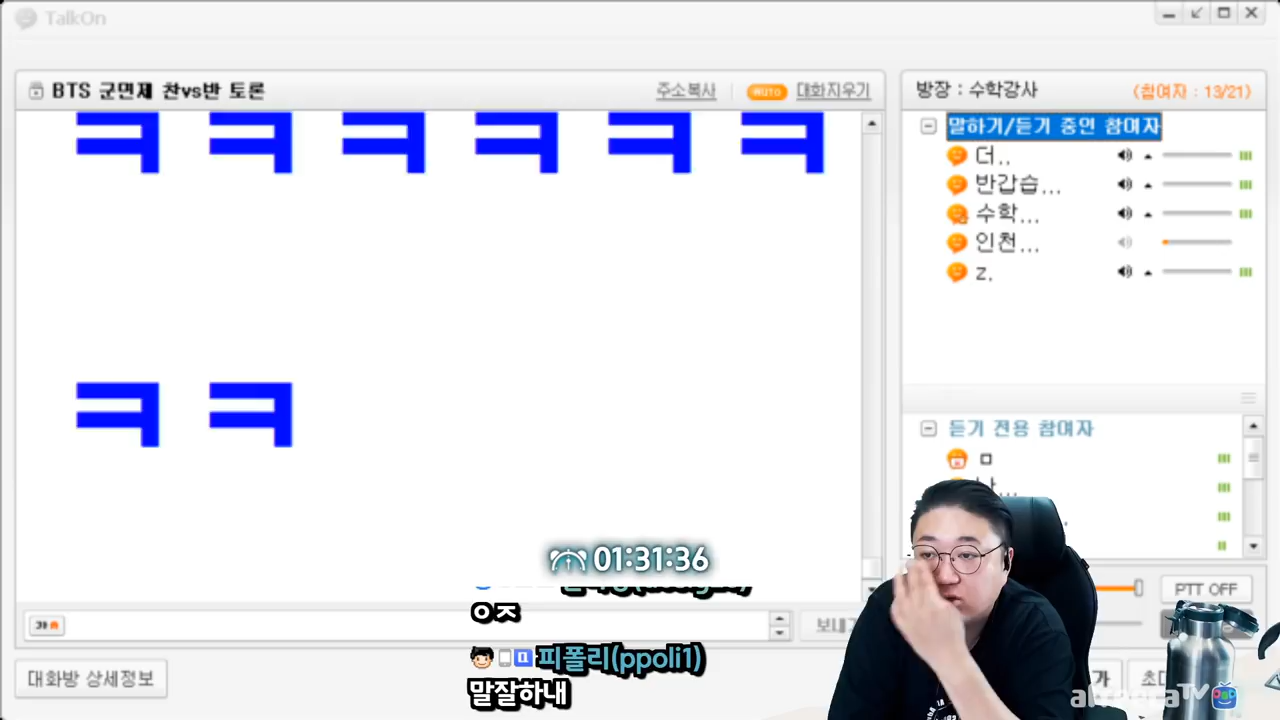 TalkOn
BTS 군면제 찬vs반 토론
주소복사
AUTO
대화지우기
방장 : 수학강사
(참여자 : 13/21)
ㅋ ㅋ ㅋ ㅋ ㅋ ㅋ
ㅋ ㅋ
말하기/듣기 중인 참여자
더..
반갑습...
수학...
인천...
z.
듣기 전용 참여자
ㅁ
01:31:36
ㅇㅈ
피폴리(ppoli1)
말잘하내
PTT OFF
가
대화방 상세정보
afreecaTV